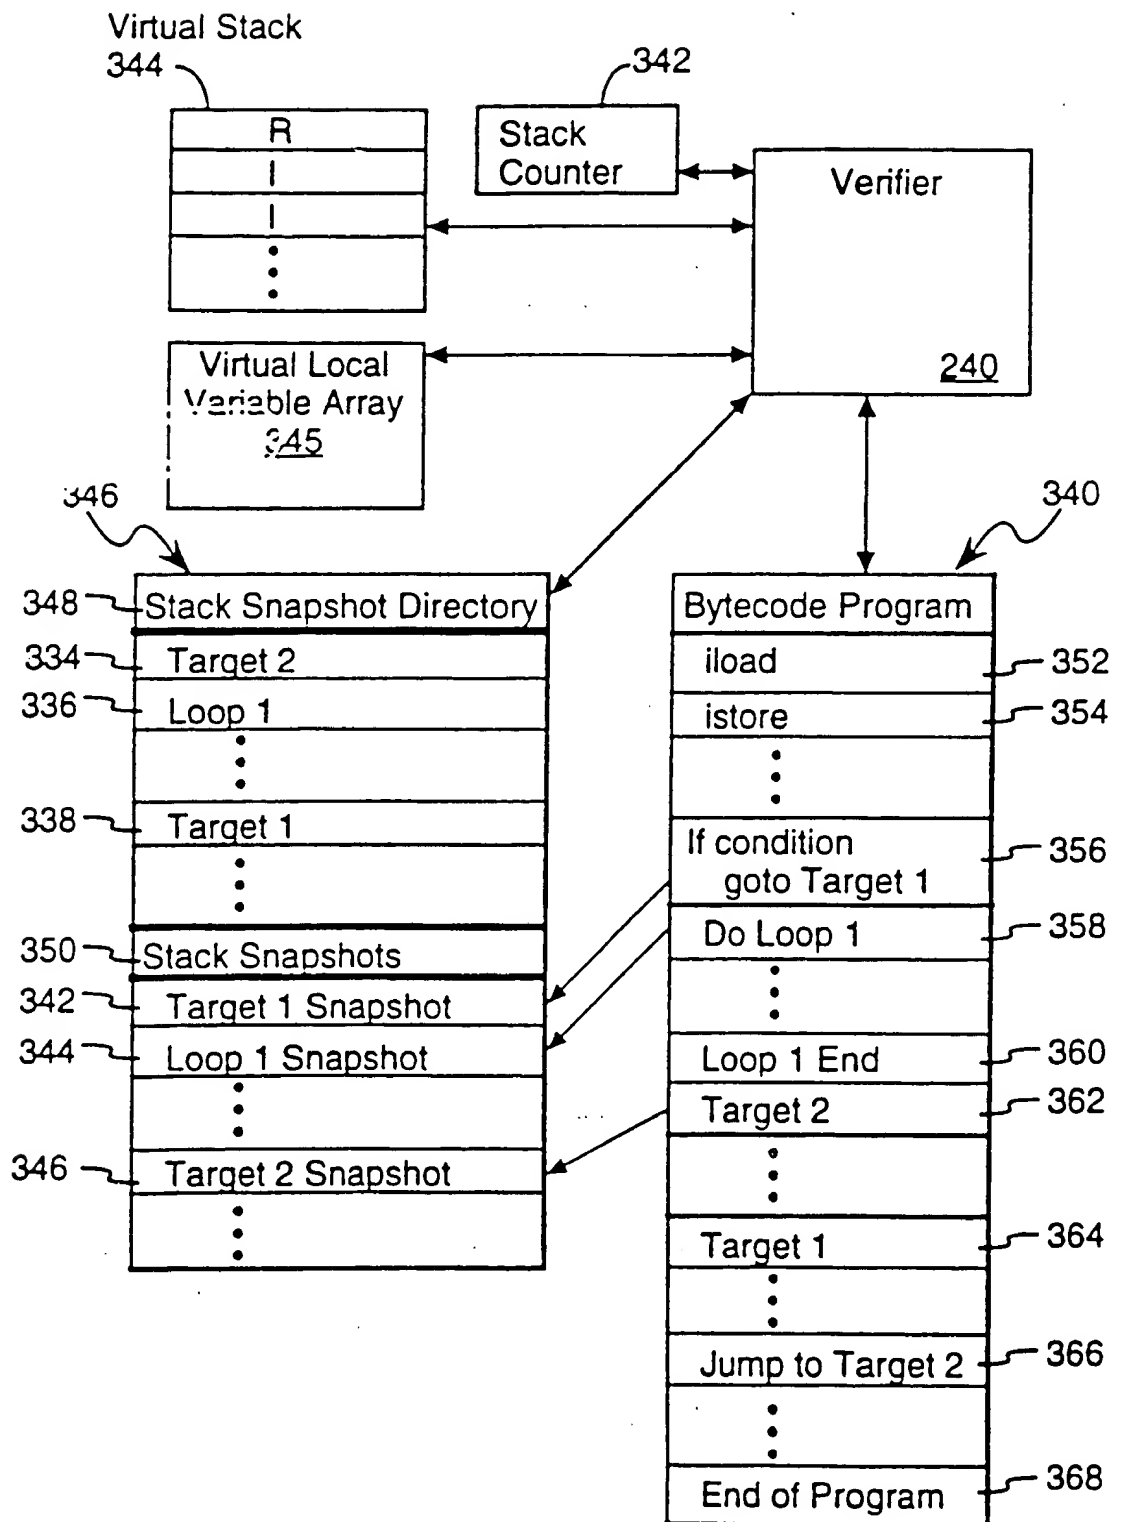 Virtual Stack
344
R
I
I
342
Stack
Counter
Verifier
240
Virtual Local
Variable Array
345
346
340
348
Stack Snapshot Directory
334
Target 2
336
Loop 1
338
Target 1
350
Stack Snapshots
342
Target 1 Snapshot
344
Loop 1 Snapshot
346
Target 2 Snapshot
Bytecode Program
iload
352
istore
354
If condition
goto Target 1
356
Do Loop 1
358
Loop 1 End
360
Target 2
362
Target 1
364
Jump to Target 2
366
End of Program
368